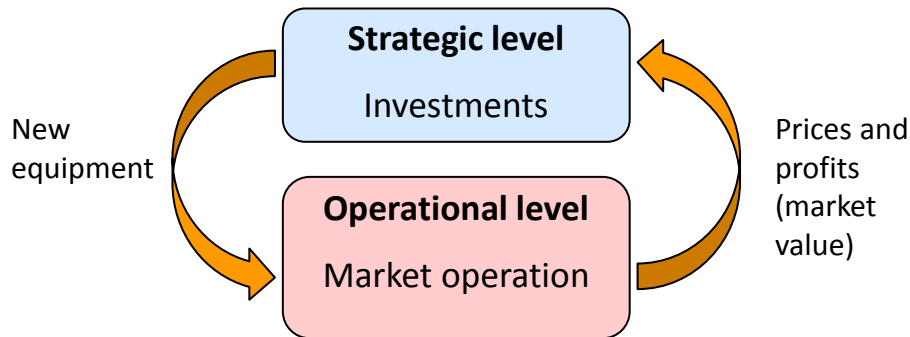 Strategic level
Investments
New
equipment
Prices and
profits
(market
value)
Operational level
Market operation